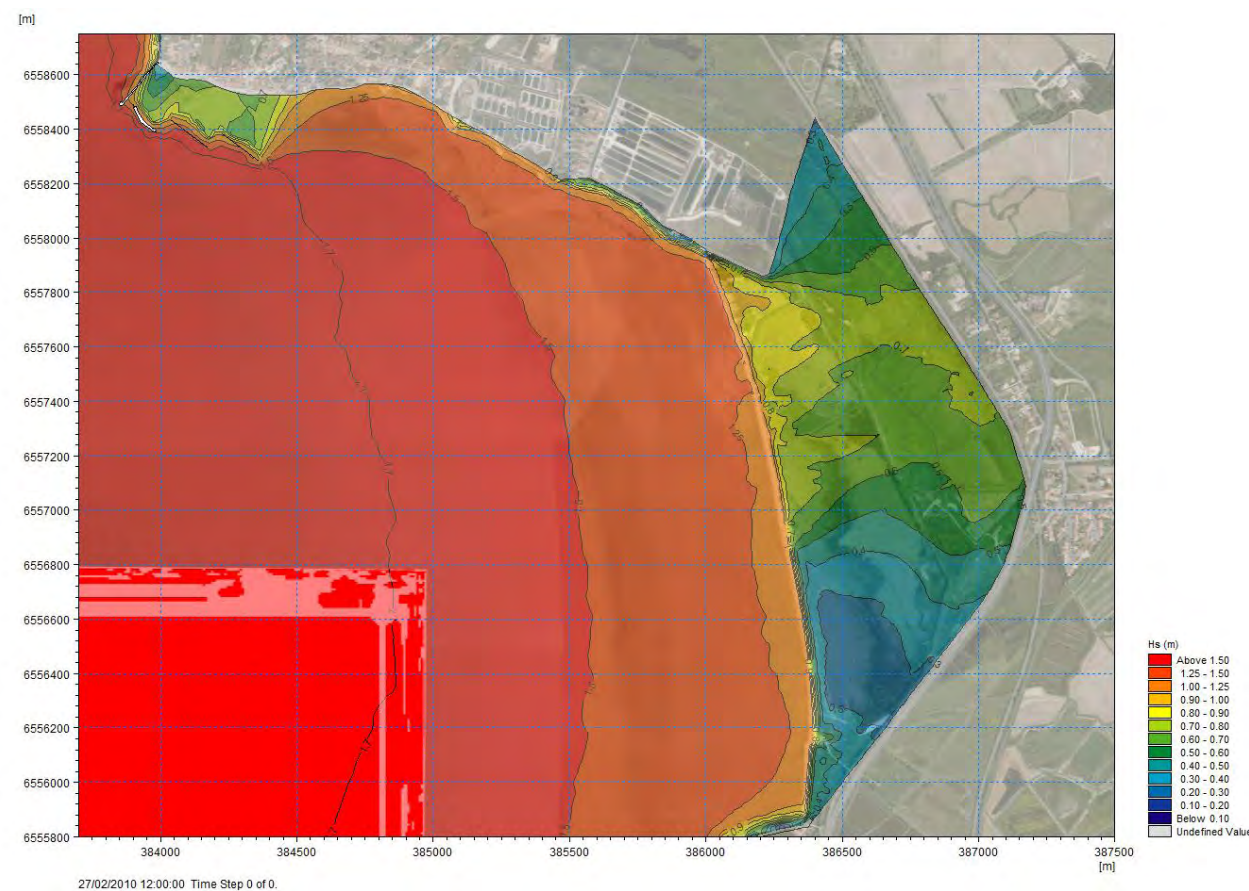 [m]
6558600
6558400
6558200
6558000
6557800
6557600
6557400
6557200
6557000
6556800
6556600
6556400
6556200
6556000
6555800
384000 384500 385000 385500 386000 386500 387000 387500
[m]
27/02/2010 12:00:00 Time Step 0 of 0.
Hs (m)
Above 1.50
1.25 - 1.50
1.00 - 1.25
0.90 - 1.00
0.80 - 0.90
0.70 - 0.80
0.60 - 0.70
0.50 - 0.60
0.40 - 0.50
0.30 - 0.40
0.20 - 0.30
0.10 - 0.20
Below 0.10
Undefined Value